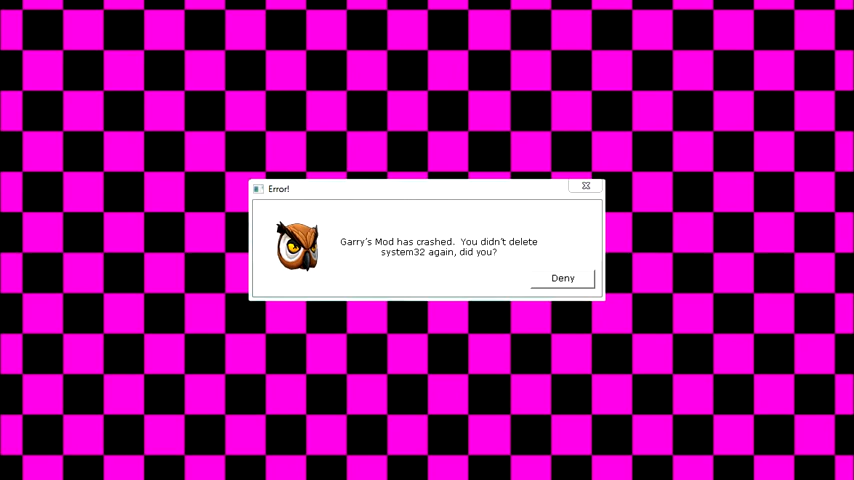 Error!
Garry's Mod has crashed.  You didn't delete
system32 again, did you?
Deny